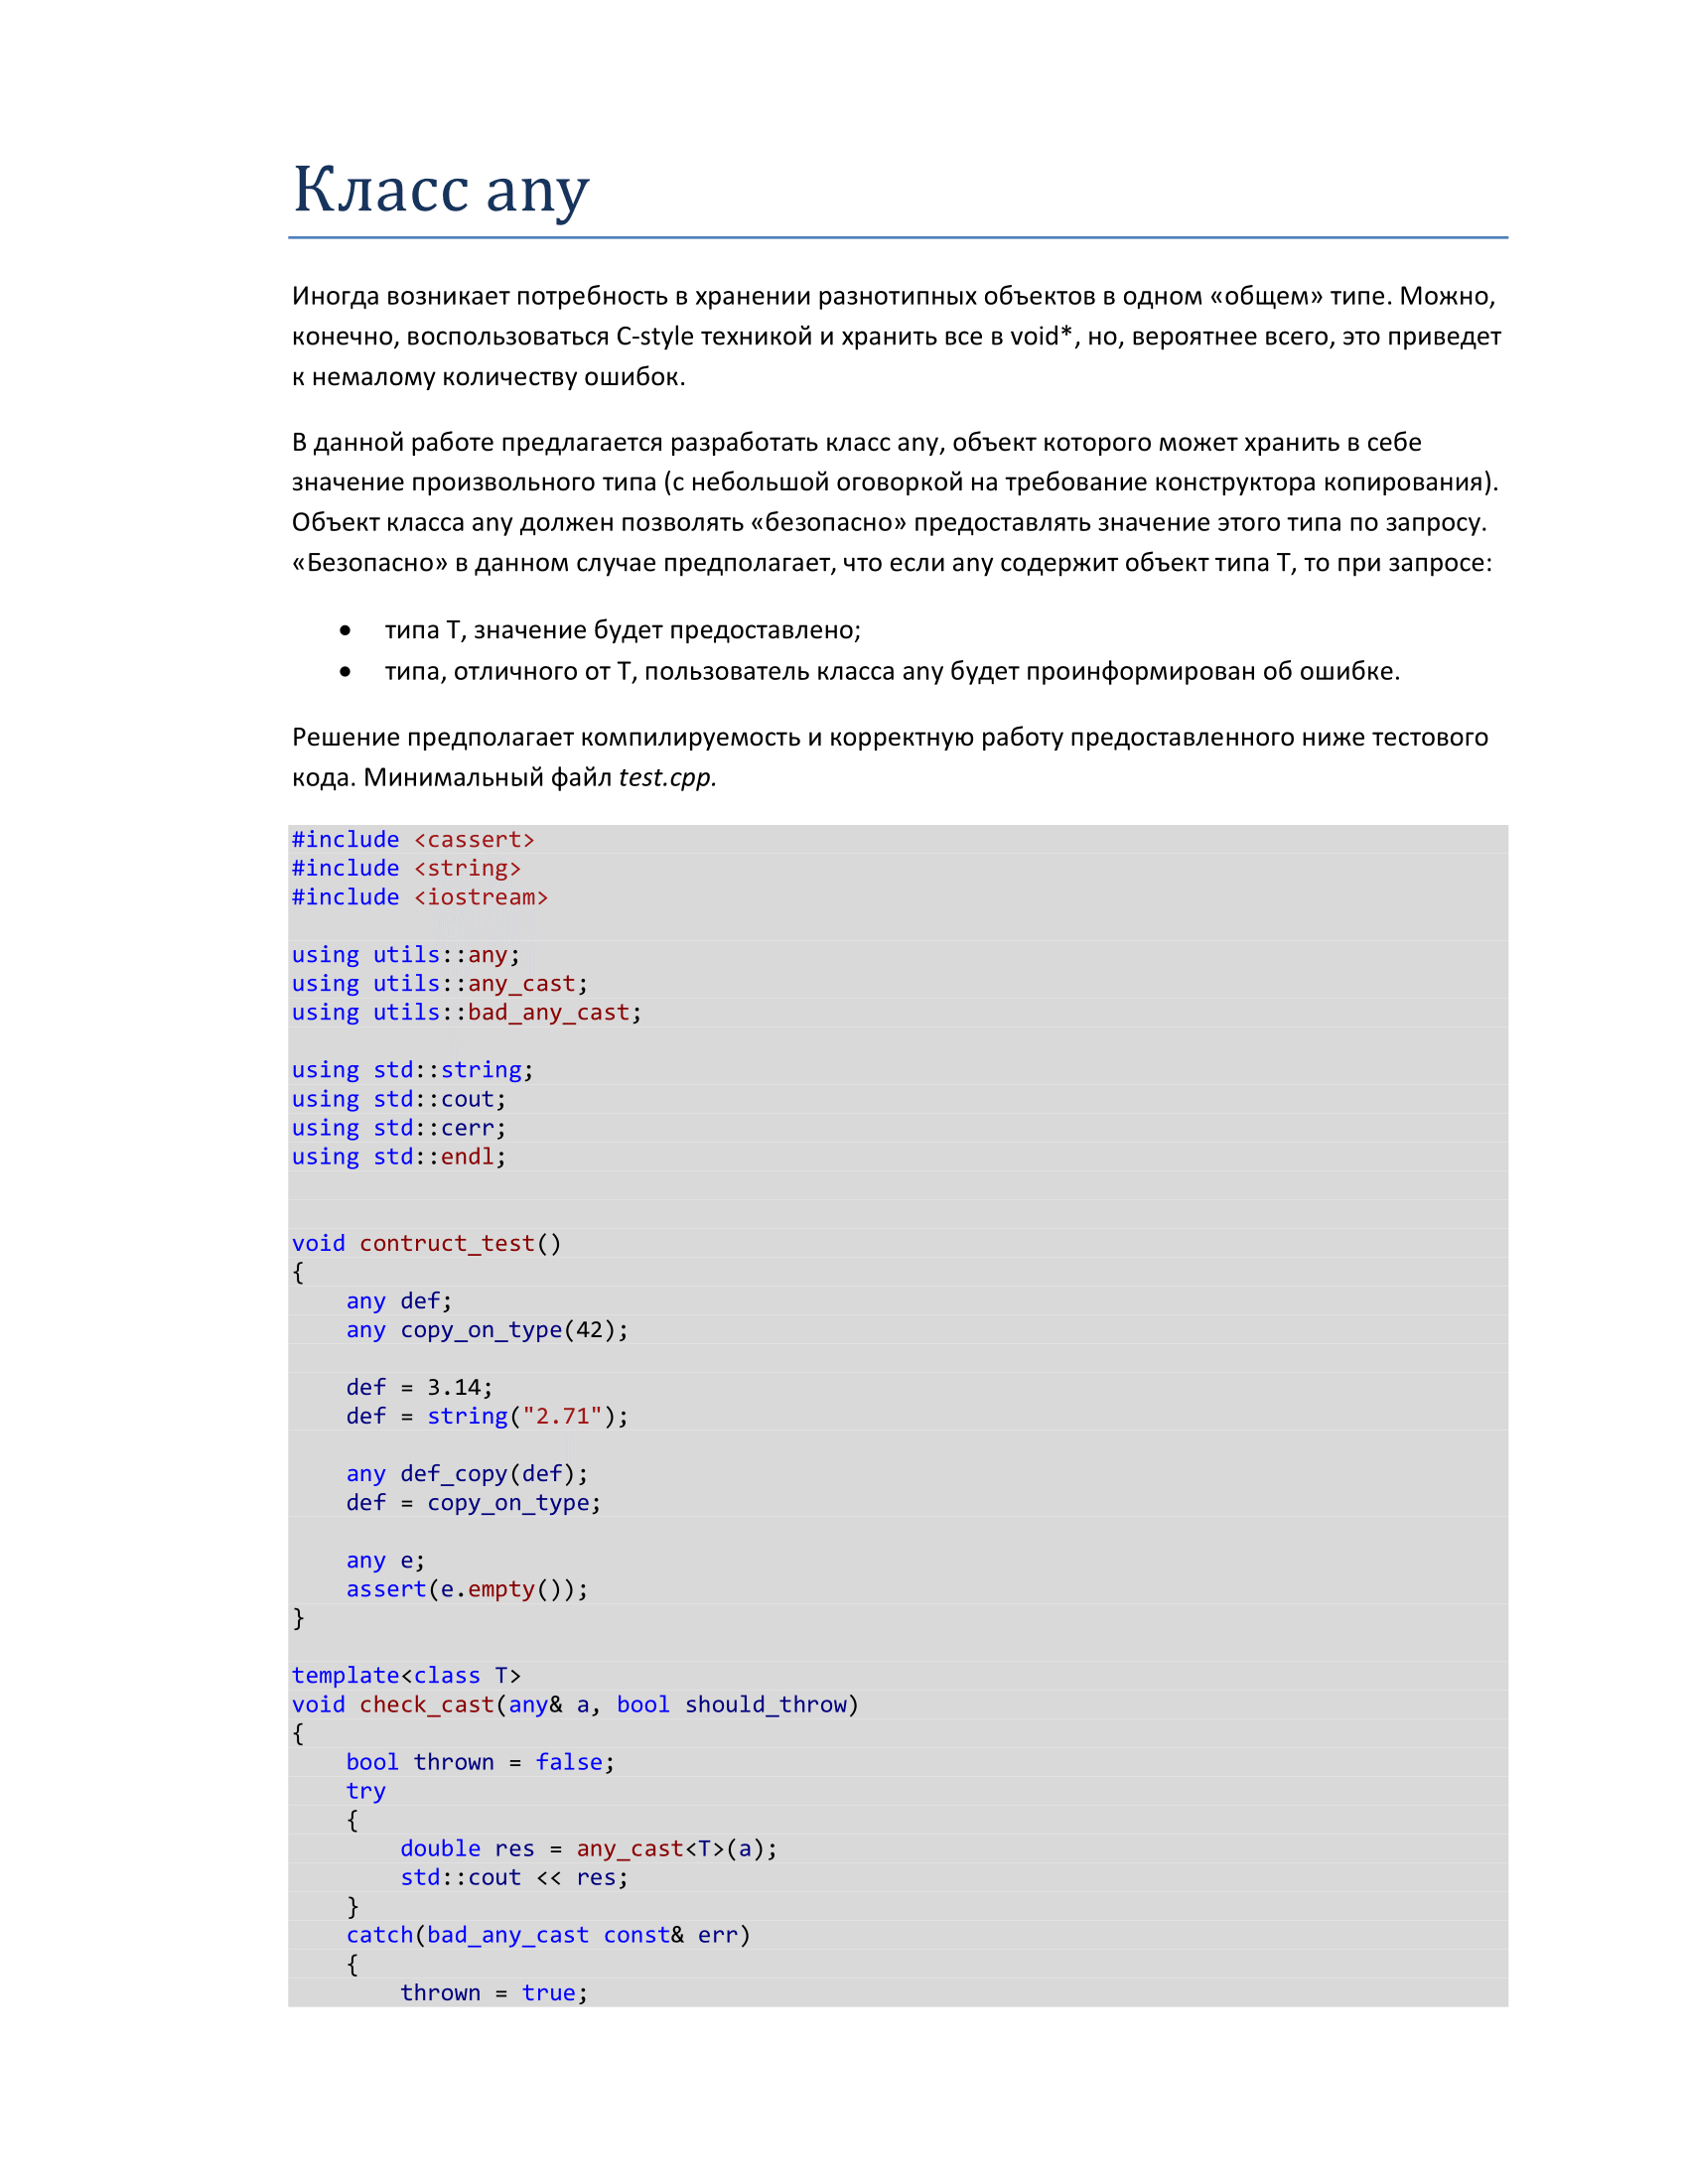 Класс any
Иногда возникает потребность в хранении разнотипных объектов в одном «общем» типе. Можно,
конечно, воспользоваться C-style техникой и хранить все в void*, но, вероятнее всего, это приведет
к немалому количеству ошибок.
В данной работе предлагается разработать класс any, объект которого может хранить в себе
значение произвольного типа (с небольшой оговоркой на требование конструктора копирования).
Объект класса any должен позволять «безопасно» предоставлять значение этого типа по запросу.
«Безопасно» в данном случае предполагает, что если any содержит объект типа T, то при запросе:
• типа T, значение будет предоставлено;
• типа, отличного от T, пользователь класса any будет проинформирован об ошибке.
Решение предполагает компилируемость и корректную работу предоставленного ниже тестового
кода. Минимальный файл test.cpp.
#include <cassert>
#include <string>
#include <iostream>
using utils::any;
using utils::any_cast;
using utils::bad_any_cast;
using std::string;
using std::cout;
using std::cerr;
using std::endl;
void contruct_test()
{
    any def;
    any copy_on_type(42);
    def = 3.14;
    def = string("2.71");
    any def_copy(def);
    def = copy_on_type;
    any e;
    assert(e.empty());
}
template<class T>
void check_cast(any& a, bool should_throw)
{
    bool thrown = false;
    try
    {
        double res = any_cast<T>(a);
        std::cout << res;
    }
    catch(bad_any_cast const& err)
    {
        thrown = true;